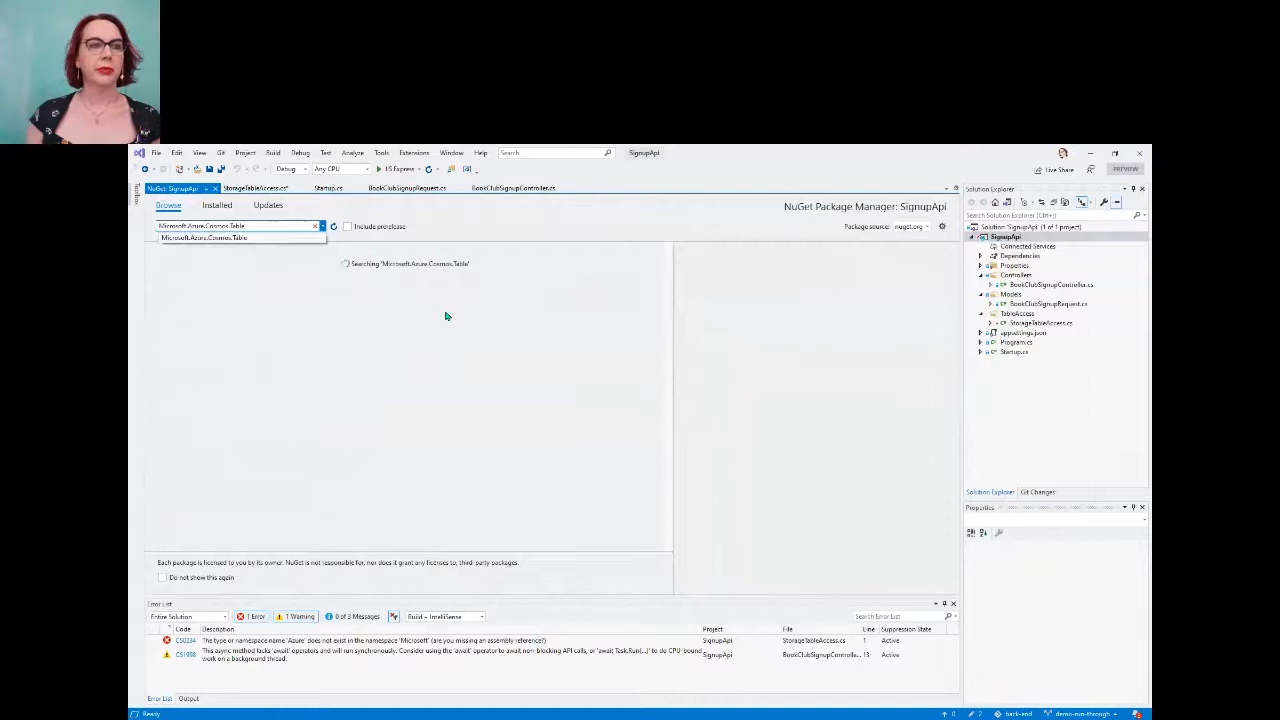 File Edit View Git Project Build Debug Test Analyze Tools Extensions Window Help Search SignupApi
Debug Any CPU IIS Express Live Share PREVIEW
NuGet: SignupApi StorageTableAccess.cs* Startup.cs BookClubSignupRequest.cs BookClubSignupController.cs
Toolbox
Browse Installed Updates
NuGet Package Manager: SignupApi
Microsoft.Azure.Cosmos.Table Include prerelease
Package source: nuget.org
Microsoft.Azure.Cosmos.Table
Searching 'Microsoft.Azure.Cosmos.Table'
Each package is licensed to you by its owner. NuGet is not responsible for, nor does it grant any licenses to, third-party packages.
Do not show this again
Solution Explorer
Search Solution Explorer (Ctrl+;)
Solution 'SignupApi' (1 of 1 project)
SignupApi
Connected Services
Dependencies
Properties
Controllers
BookClubSignupController.cs
Models
BookClubSignupRequest.cs
TableAccess
StorageTableAccess.cs
appsettings.json
Program.cs
Startup.cs
Solution Explorer Git Changes
Properties
Error List
Entire Solution 1 Error 1 Warning 0 of 3 Messages Build + IntelliSense Search Error List
Code Description Project File Line Suppression State
CS0234 The type or namespace name 'Azure' does not exist in the namespace 'Microsoft' (are you missing an assembly reference?) SignupApi StorageTableAccess.cs 1 Active
CS1998 This async method lacks 'await' operators and will run synchronously. Consider using the 'await' operator to await non-blocking API calls, or 'await Task.Run(...)' to do CPU-bound work on a background thread. SignupApi BookClubSignupControlle... 13 Active
Error List Output
Ready 0 2 back-end demo-run-through